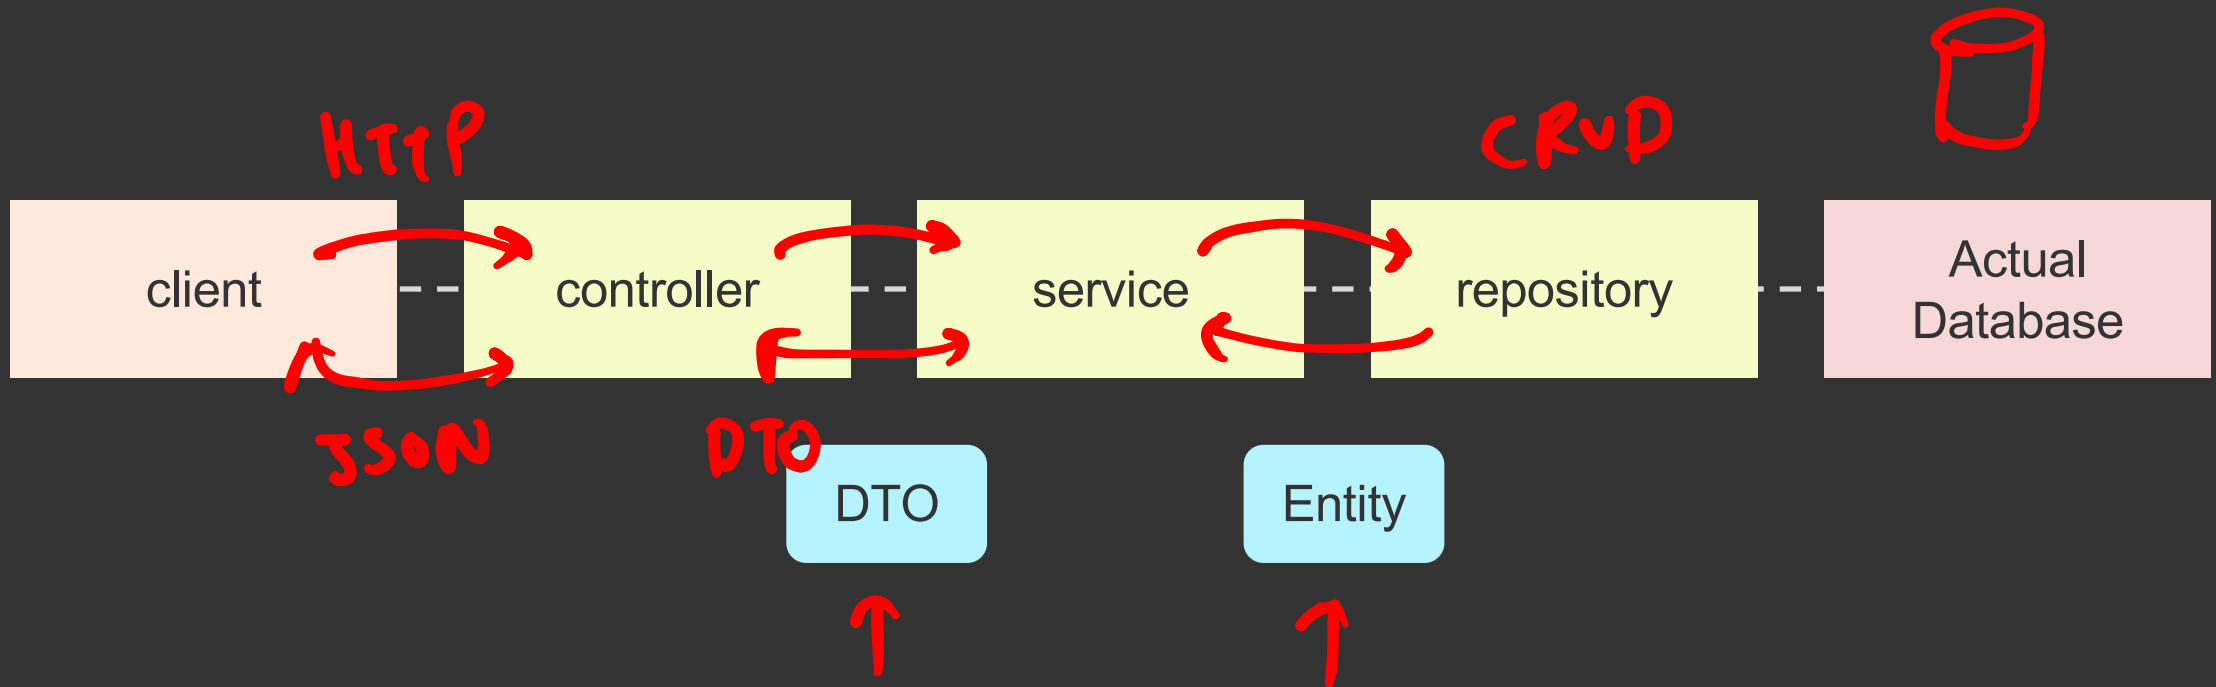 HTTP
CRUD
client
controller
service
repository
Actual
Database
JSON
DTO
DTO
Entity